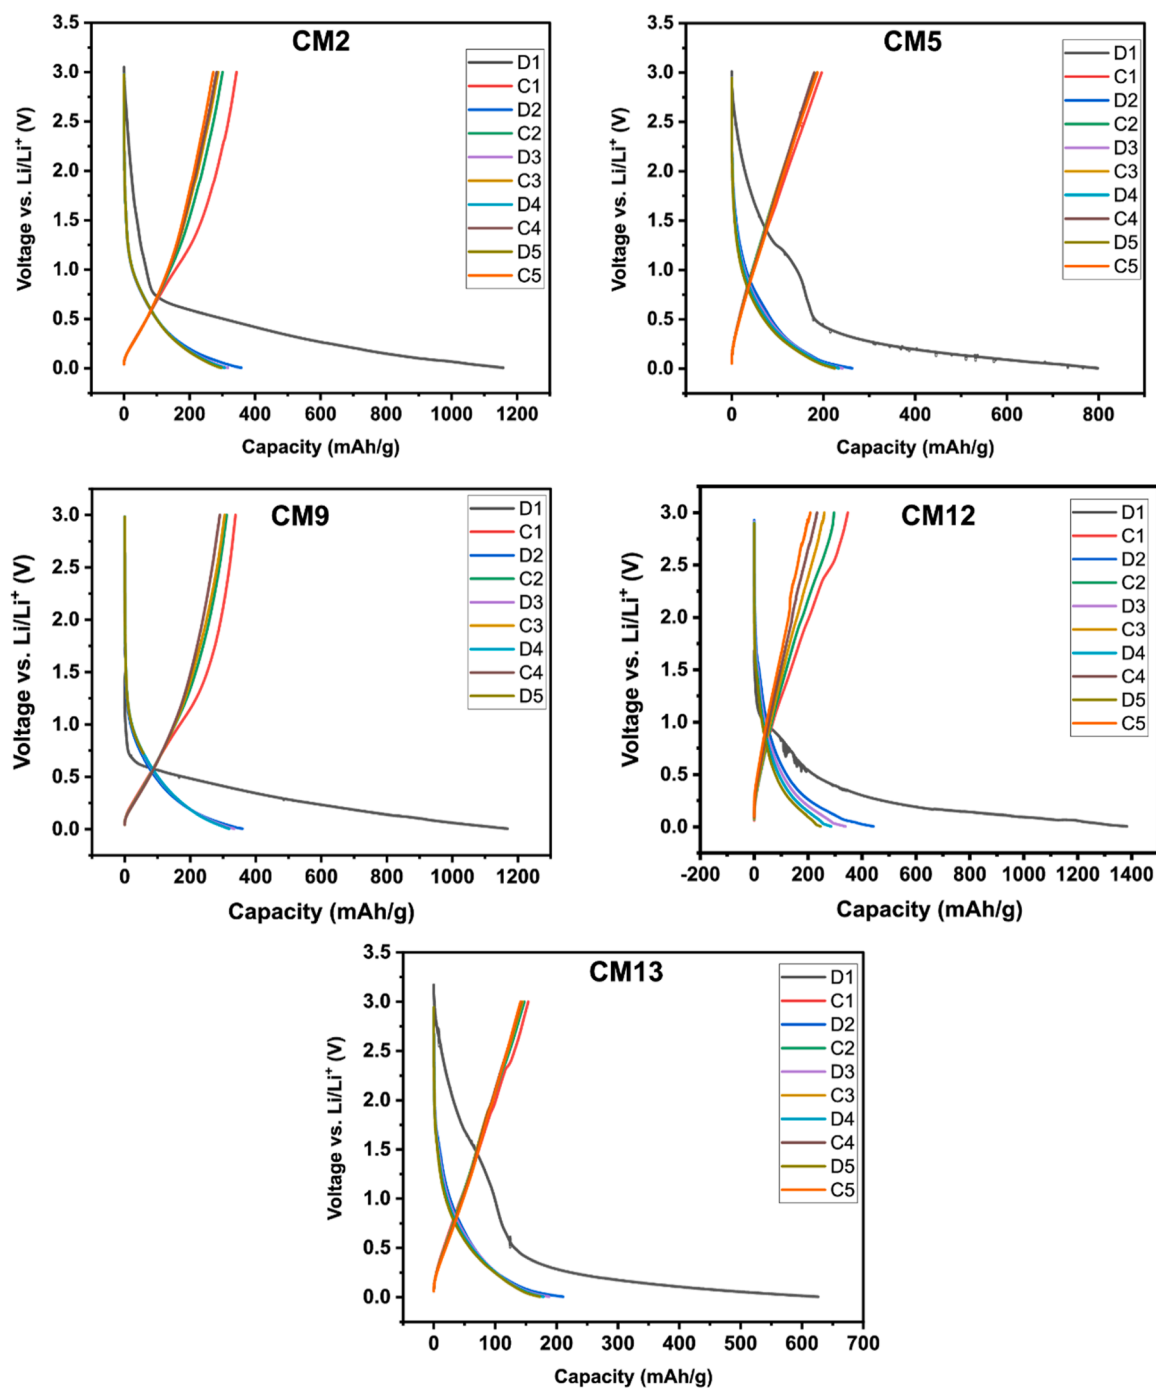 CM2
3.5
3.0
2.5
2.0
1.5
1.0
0.5
0.0
Voltage vs. Li/Li+ (V)
D1
C1
D2
C2
D3
C3
D4
C4
D5
C5
0 200 400 600 800 1000 1200
Capacity (mAh/g)
CM5
3.5
3.0
2.5
2.0
1.5
1.0
0.5
0.0
Voltage vs. Li/Li+ (V)
D1
C1
D2
C2
D3
C3
D4
C4
D5
C5
0 200 400 600 800
Capacity (mAh/g)
CM9
3.0
2.5
2.0
1.5
1.0
0.5
0.0
Voltage vs. Li/Li+ (V)
D1
C1
D2
C2
D3
C3
D4
C4
D5
0 200 400 600 800 1000 1200
Capacity (mAh/g)
CM12
3.0
2.5
2.0
1.5
1.0
0.5
0.0
Voltage vs. Li/Li+ (V)
D1
C1
D2
C2
D3
C3
D4
C4
D5
C5
-200 0 200 400 600 800 1000 1200 1400
Capacity (mAh/g)
CM13
3.5
3.0
2.5
2.0
1.5
1.0
0.5
0.0
Voltage vs. Li/Li+ (V)
D1
C1
D2
C2
D3
C3
D4
C4
D5
C5
0 100 200 300 400 500 600 700
Capacity (mAh/g)